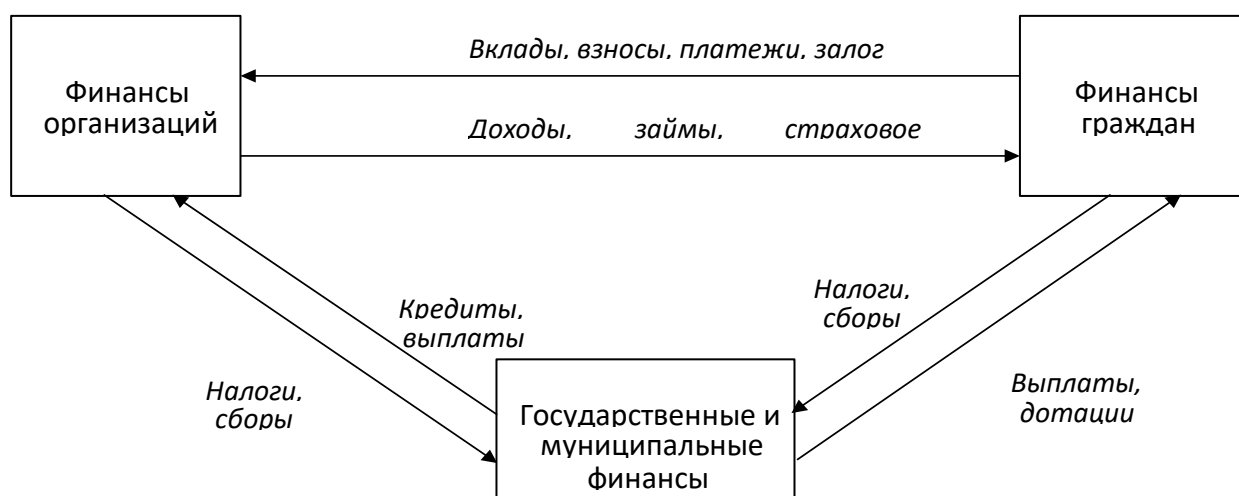 Вклады, взносы, платежи, залог
Финансы
организаций
Финансы
граждан
Доходы, займы, страховое
Кредиты,
выплаты
Налоги,
сборы
Налоги,
сборы
Выплаты,
дотации
Государственные и
муниципальные
финансы